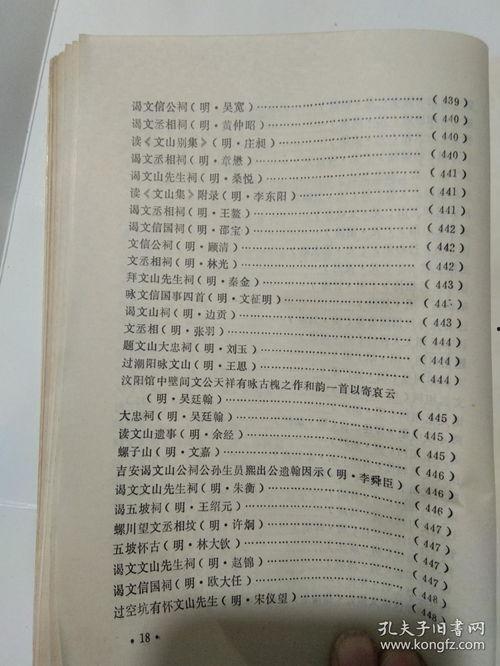 谒文信公祠(明·吴宽)……………………(439)
谒文丞相祠(明·黄仲昭)……………………(440)
读《文山别集》(明·庄昶)……………………(440)
谒文丞相祠(明·章懋)……………………(440)
谒文山先生祠(明·桑悦)……………………(441)
读《文山集》附录(明·李东阳)……………………(441)
谒文丞相祠(明·王鏊)……………………(441)
谒文信国祠(明·邵宝)……………………(442)
文信公祠(明·顾清)……………………(442)
文丞相祠(明·林光)……………………(442)
拜文山先生祠(明·秦金)……………………(443)
咏文信国事四首(明·文征明)……………………(44
谒文山祠(明·边贡)……………………(443)
文丞相(明·张羽)……………………(444)
题文山大忠祠(明·刘玉)……………………(444)
过潮阳咏文山(明·王思)……………………(444)
汶阳馆中壁间文公天祥有咏古槐之作和韵一首以寄哀云
(明·吴廷翰)……………………(445)
大忠祠(明·吴廷翰)……………………(445)
读文山遗事(明·余经)……………………(445)
螺子山(明·文嘉)……………………(445)
吉安谒文山公祠公孙生员熙出公遗翰因示(明·李舜臣)(446)
谒文文山先生祠(明·朱衡)……………………(446)
谒五坡祠(明·王绍元)……………………(446)
螺川望文丞相坟(明·许炯)……………………(447)
五坡怀古(明·林大钦)……………………(447)
谒文文山先生祠(明·赵锦)……………………(447)
谒文信国祠(明·欧大任)……………………(448)
过空坑有怀文山先生(明·宋仪望)……………………(448)
·18·
孔夫子旧书网
www.kongfz.com